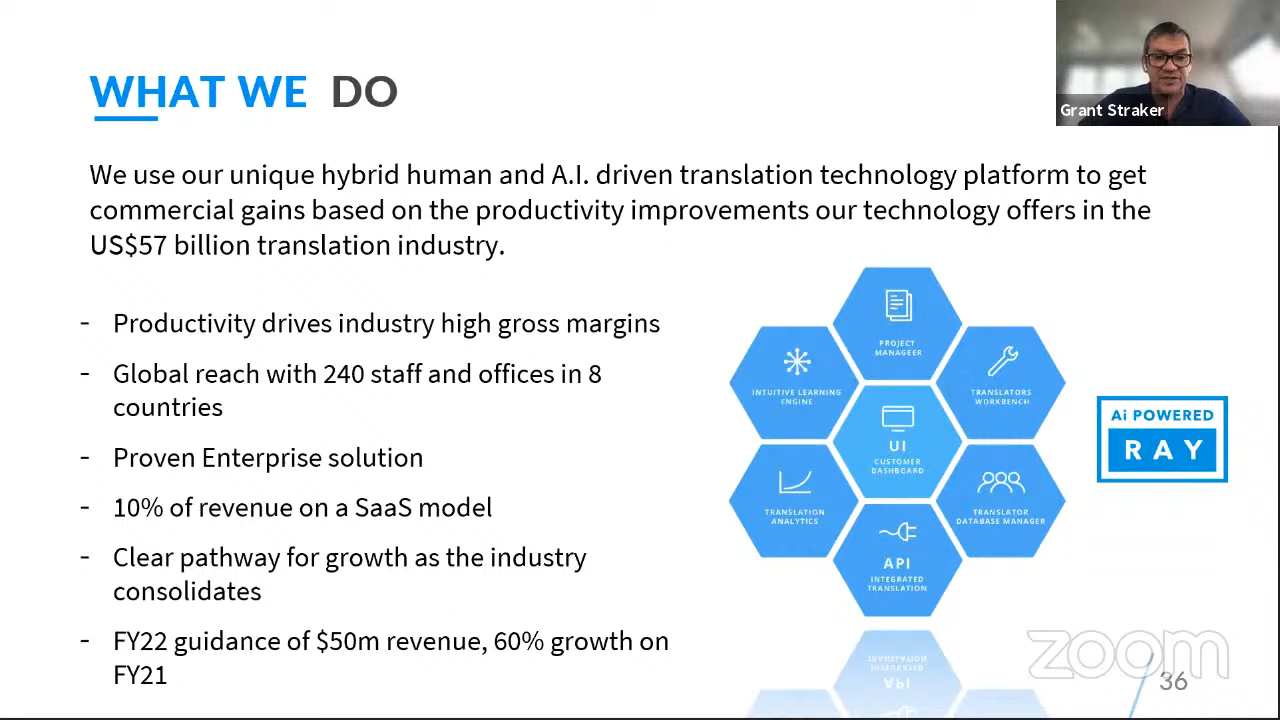 WHAT WE DO
Grant Straker
We use our unique hybrid human and A.I. driven translation technology platform to get
commercial gains based on the productivity improvements our technology offers in the
US$57 billion translation industry.
- Productivity drives industry high gross margins
- Global reach with 240 staff and offices in 8
countries
- Proven Enterprise solution
- 10% of revenue on a SaaS model
- Clear pathway for growth as the industry
consolidates
- FY22 guidance of $50m revenue, 60% growth on
FY21
PROJECT
MANAGEER
INTUITIVE LEARNING
ENGINE
TRANSLATORS
WORKBENCH
UI
CUSTOMER
DASHBOARD
TRANSLATION
ANALYTICS
TRANSLATOR
DATABASE MANAGER
API
INTEGRATED
TRANSLATION
Ai POWERED
RAY
zoom
36